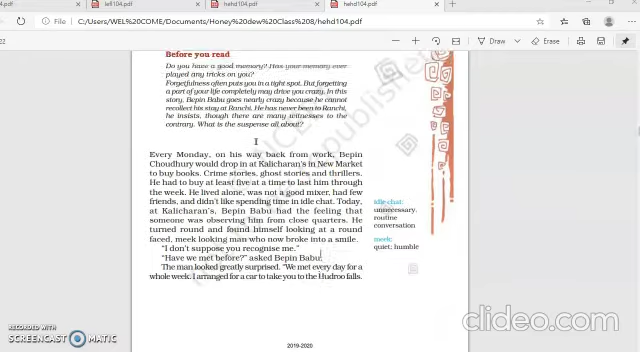 .pdf lefl104.pdf hehd104.pdf hehd104.pdf
C:/Users/WEL%20COME/Documents/Honey%20dew%20Class%208/hehd104.pdf
22 Draw Erase
Before you read
Do you have a good memory? Has your memory ever
played any tricks on you?
Forgetfulness often puts you in a tight spot. But forgetting
a part of your life completely may drive you crazy. In this
story, Bepin Babu goes nearly crazy because he cannot
recollect his stay at Ranchi. He has never been to Ranchi,
he insists, though there are many witnesses to the
contrary. What is the suspense all about?
I
Every Monday, on his way back from work, Bepin
Choudhury would drop in at Kalicharan's in New Market
to buy books. Crime stories, ghost stories and thrillers.
He had to buy at least five at a time to last him through
the week. He lived alone, was not a good mixer, had few
friends, and didn't like spending time in idle chat. Today,
at Kalicharan's, Bepin Babu had the feeling that
someone was observing him from close quarters. He
turned round and found himself looking at a round
faced, meek looking man who now broke into a smile.
"I don't suppose you recognise me."
"Have we met before?" asked Bepin Babu.
The man looked greatly surprised. "We met every day for a
whole week. I arranged for a car to take you to the Hudroo falls.
idle chat:
unnecessary,
routine
conversation
meek:
quiet; humble
2019-2020
RECORDED WITH
SCREENCAST MATIC
clideo.com